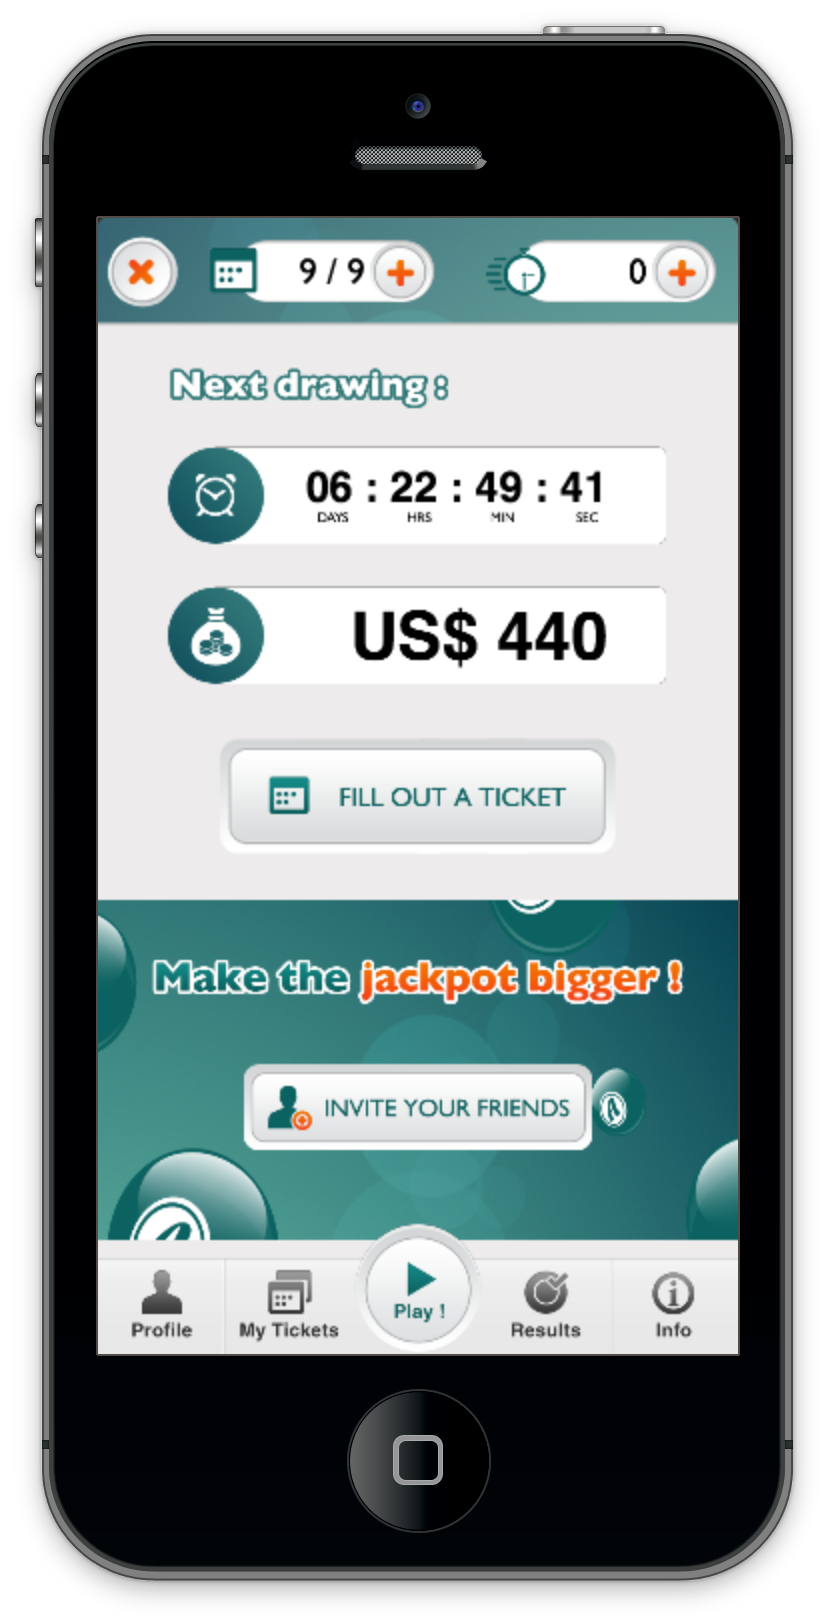 9 / 9
0
Next drawing :
06 : 22 : 49 : 41
DAYS HRS MIN SEC
US$ 440
FILL OUT A TICKET
Make the jackpot bigger !
INVITE YOUR FRIENDS
Play !
Profile My Tickets Results Info